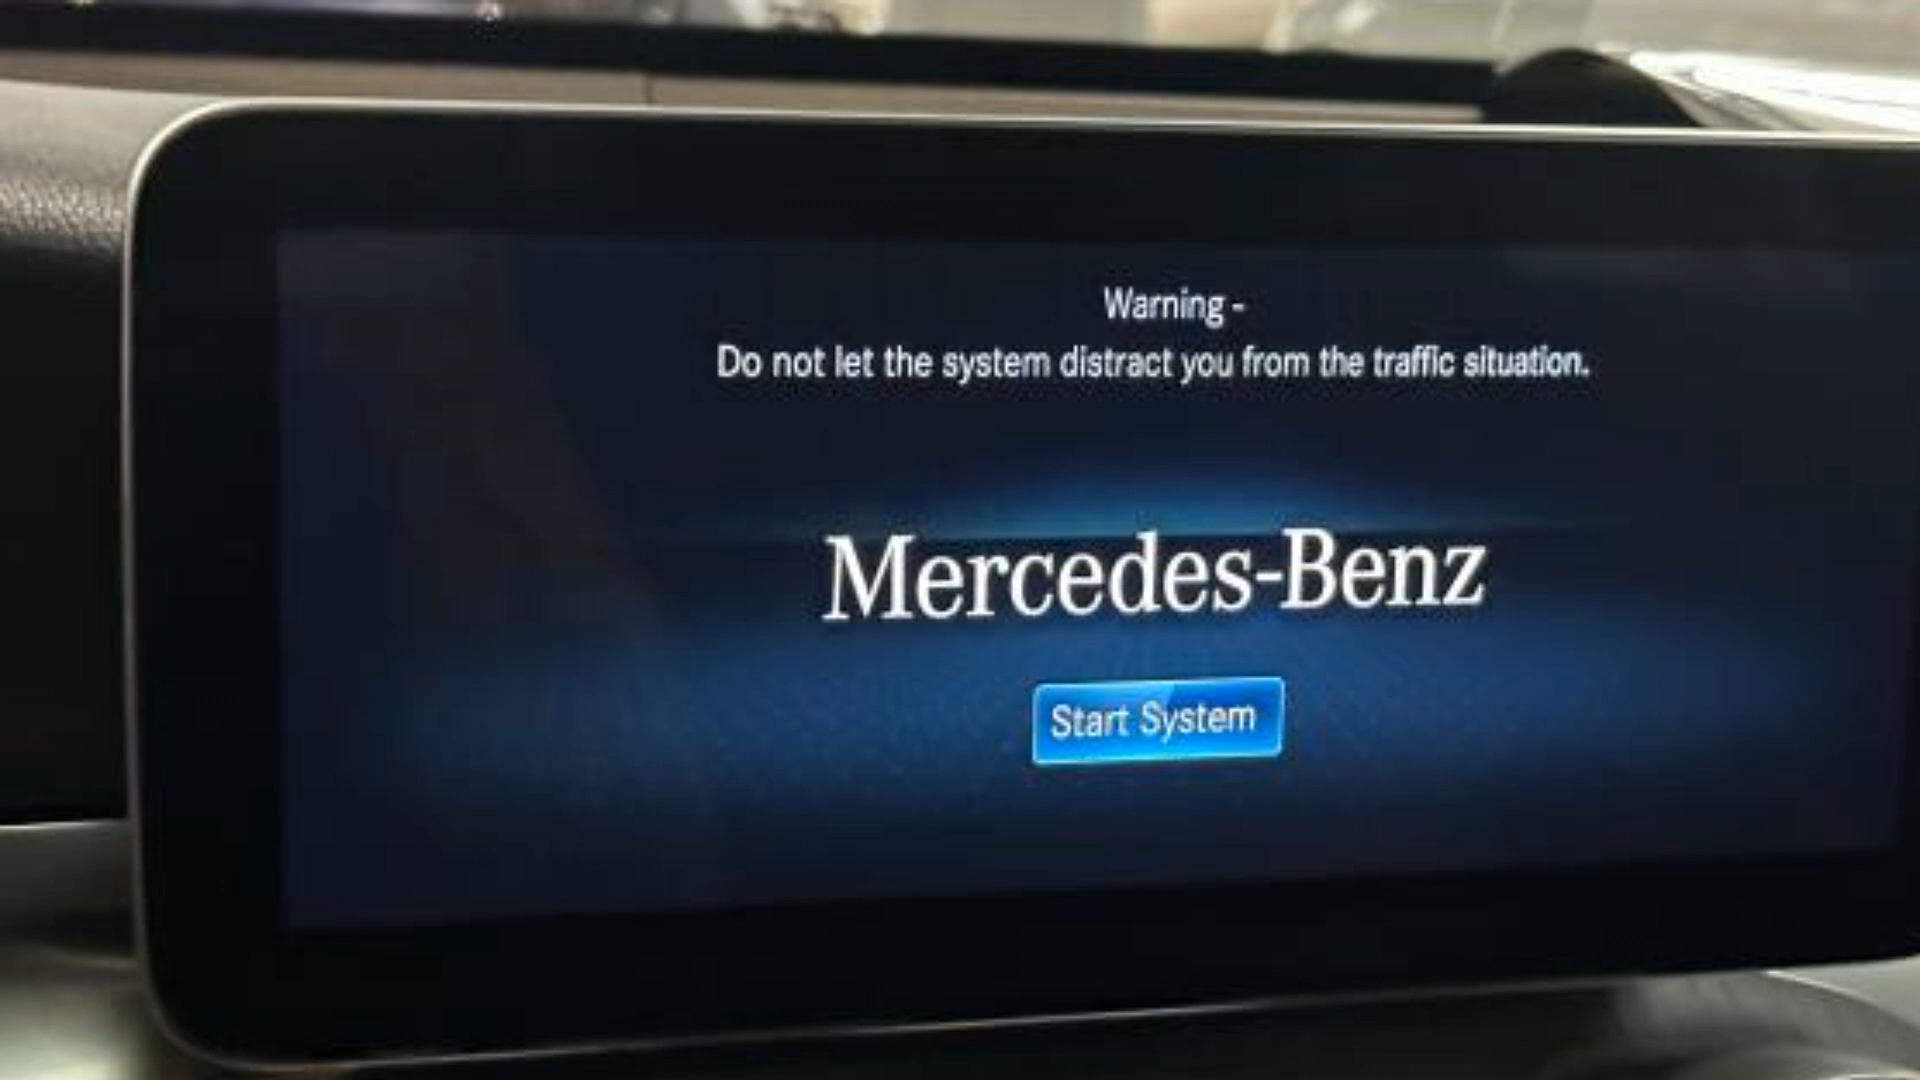 Warning -
Do not let the system distract you from the traffic situation.
Mercedes-Benz
Start System